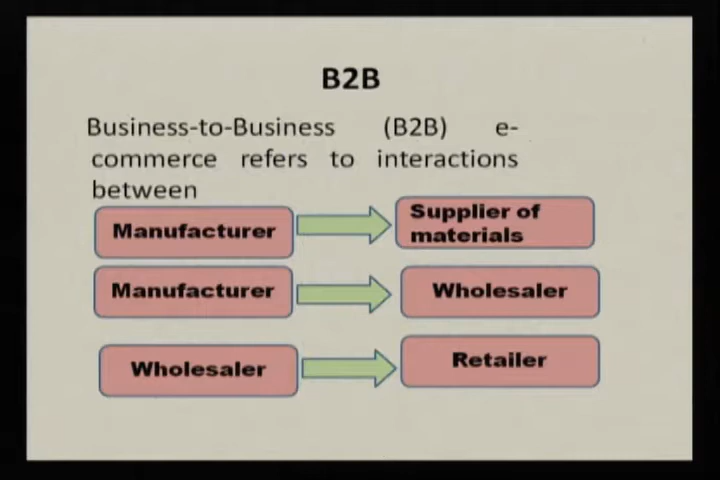 B2B
Business-to-Business (B2B) e-
commerce refers to interactions
between
Manufacturer
Supplier of
materials
Manufacturer
Wholesaler
Wholesaler
Retailer